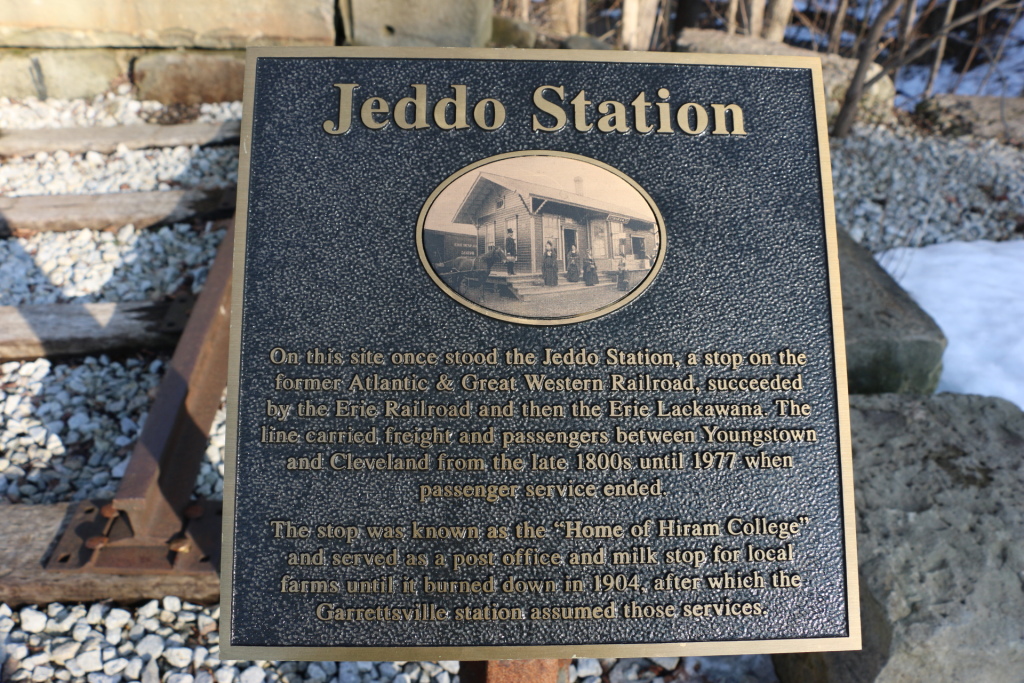 Jeddo Station
On this site once stood the Jeddo Station, a stop on the
former Atlantic & Great Western Railroad, succeeded
by the Erie Railroad and then the Erie Lackawana. The
line carried freight and passengers between Youngstown
and Cleveland from the late 1800s until 1977 when
passenger service ended.
The stop was known as the "Home of Hiram College"
and served as a post office and milk stop for local
farms until it burned down in 1904, after which the
Garrettsville station assumed those services.